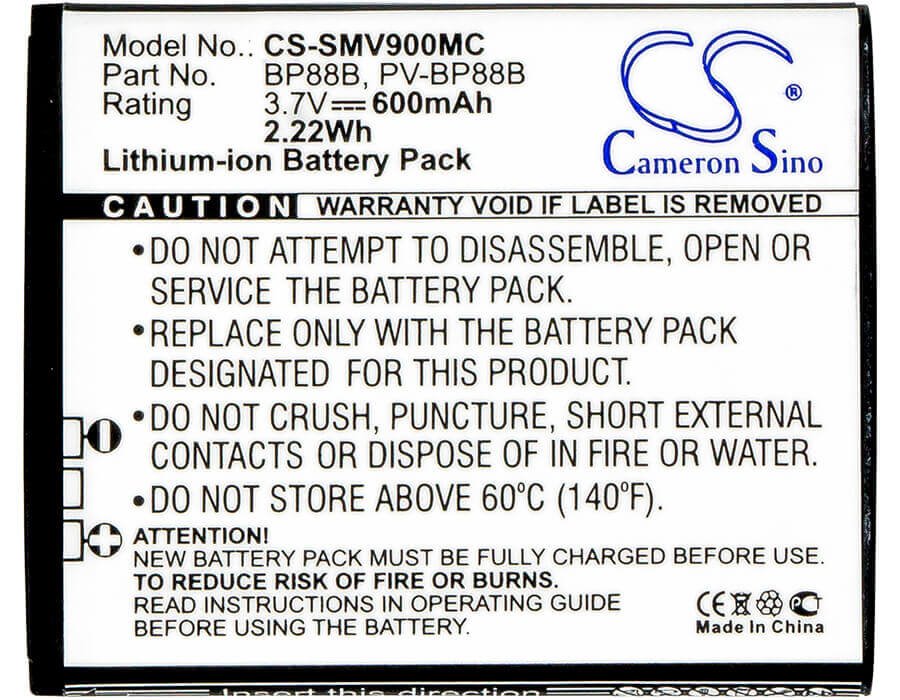 Model No.: CS-SMV900MC
Part No. BP88B, PV-BP88B
Rating 3.7V 600mAh
2.22Wh
Lithium-ion Battery Pack
CS ®
Cameron Sino
CAUTION WARRANTY VOID IF LABEL IS REMOVED
•DO NOT ATTEMPT TO DISASSEMBLE, OPEN OR
SERVICE THE BATTERY PACK.
•REPLACE ONLY WITH THE BATTERY PACK
DESIGNATED FOR THIS PRODUCT.
•DO NOT CRUSH, PUNCTURE, SHORT EXTERNAL
CONTACTS OR DISPOSE OF IN FIRE OR WATER.
•DO NOT STORE ABOVE 60°C (140°F).
ATTENTION!
NEW BATTERY PACK MUST BE FULLY CHARGED BEFORE USE.
TO REDUCE RISK OF FIRE OR BURNS.
READ INSTRUCTIONS IN OPERATING GUIDE
BEFORE USING THE BATTERY.
CE
Made In China